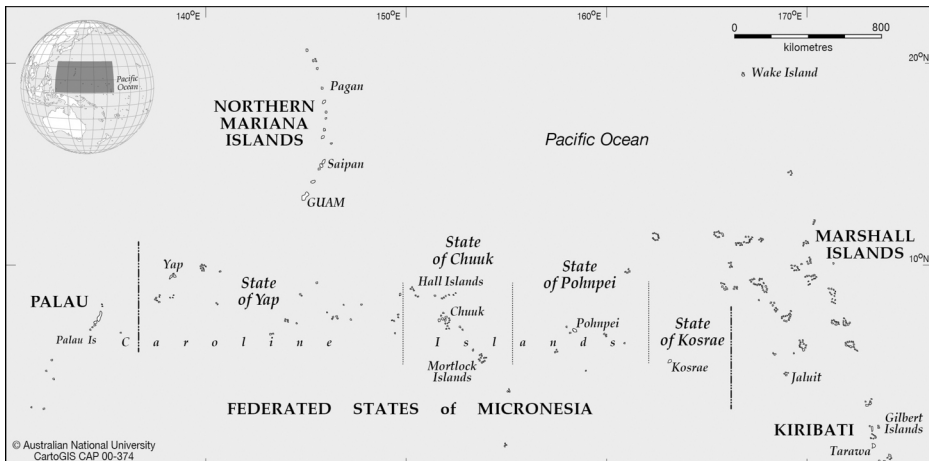 140°E
150°E
160°E
170°E
0
800
kilometres
20°N
Pacific
Ocean
Pagan
Wake Island
NORTHERN
MARIANA
ISLANDS
Pacific Ocean
Saipan
GUAM
State
of Chuuk
MARSHALL
ISLANDS
Yap
State
of Yap
Hall Islands
State
of Pohnpei
10°N
PALAU
Chuuk
Pohnpei
State
of Kosrae
Palau Is
Caroline Islands
Mortlock
Islands
Kosrae
Jaluit
FEDERATED STATES of MICRONESIA
KIRIBATI
Gilbert
Islands
Tarawa
© Australian National University
CartoGIS CAP 00-374